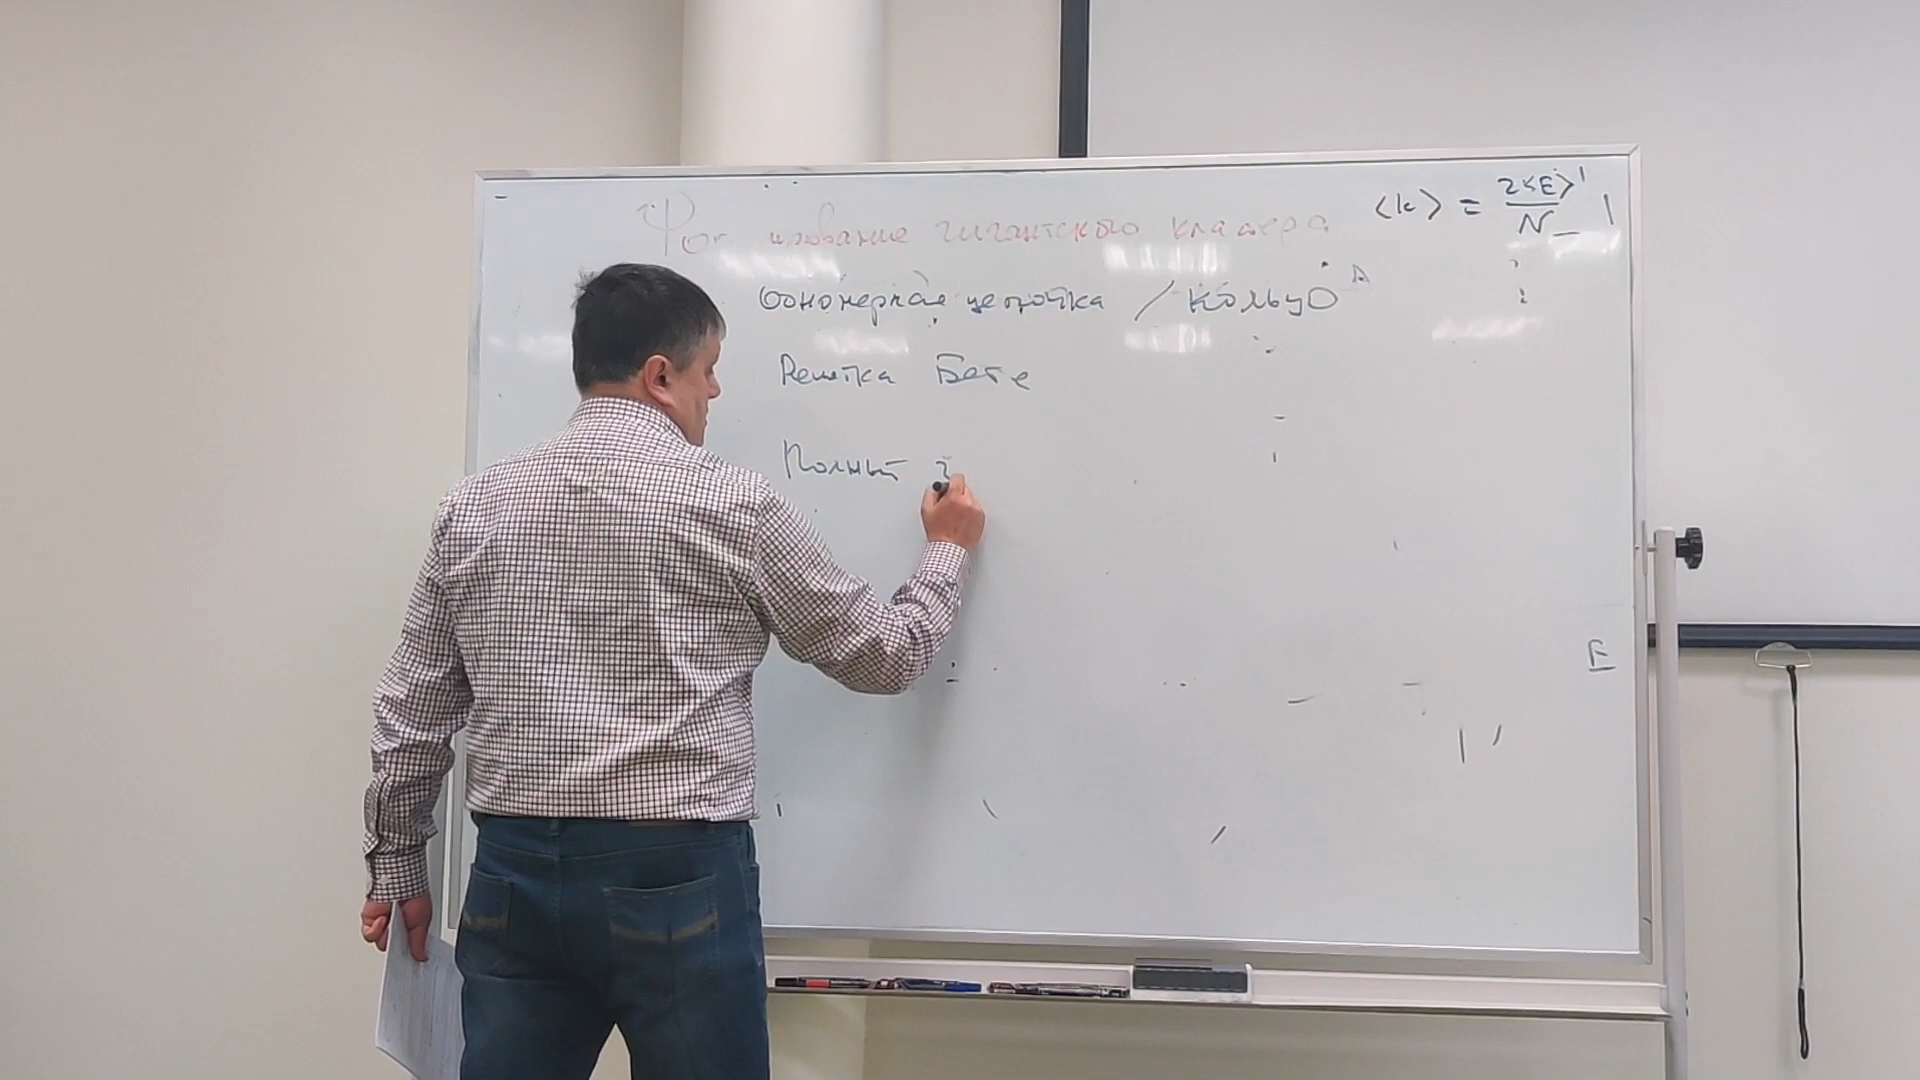 Формирование гигантского кластера
<k> = 2<E> / N
Одномерная цепочка / кольцо
Решетка Бете
Полный г
E